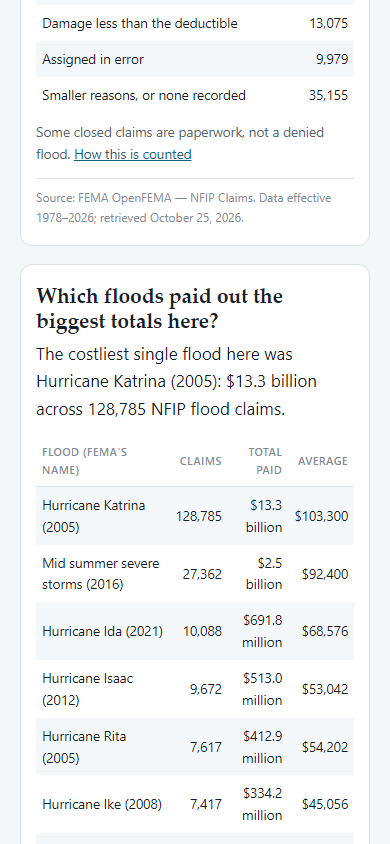 Damage less than the deductible 13,075
Assigned in error 9,979
Smaller reasons, or none recorded 35,155
Some closed claims are paperwork, not a denied
flood. How this is counted
Source: FEMA OpenFEMA — NFIP Claims. Data effective
1978–2026; retrieved October 25, 2026.
Which floods paid out the
biggest totals here?
The costliest single flood here was
Hurricane Katrina (2005): $13.3 billion
across 128,785 NFIP flood claims.
FLOOD (FEMA'S NAME) CLAIMS TOTAL PAID AVERAGE
Hurricane Katrina (2005) 128,785 $13.3 billion $103,300
Mid summer severe storms (2016) 27,362 $2.5 billion $92,400
Hurricane Ida (2021) 10,088 $691.8 million $68,576
Hurricane Isaac (2012) 9,672 $513.0 million $53,042
Hurricane Rita (2005) 7,617 $412.9 million $54,202
Hurricane Ike (2008) 7,417 $334.2 million $45,056